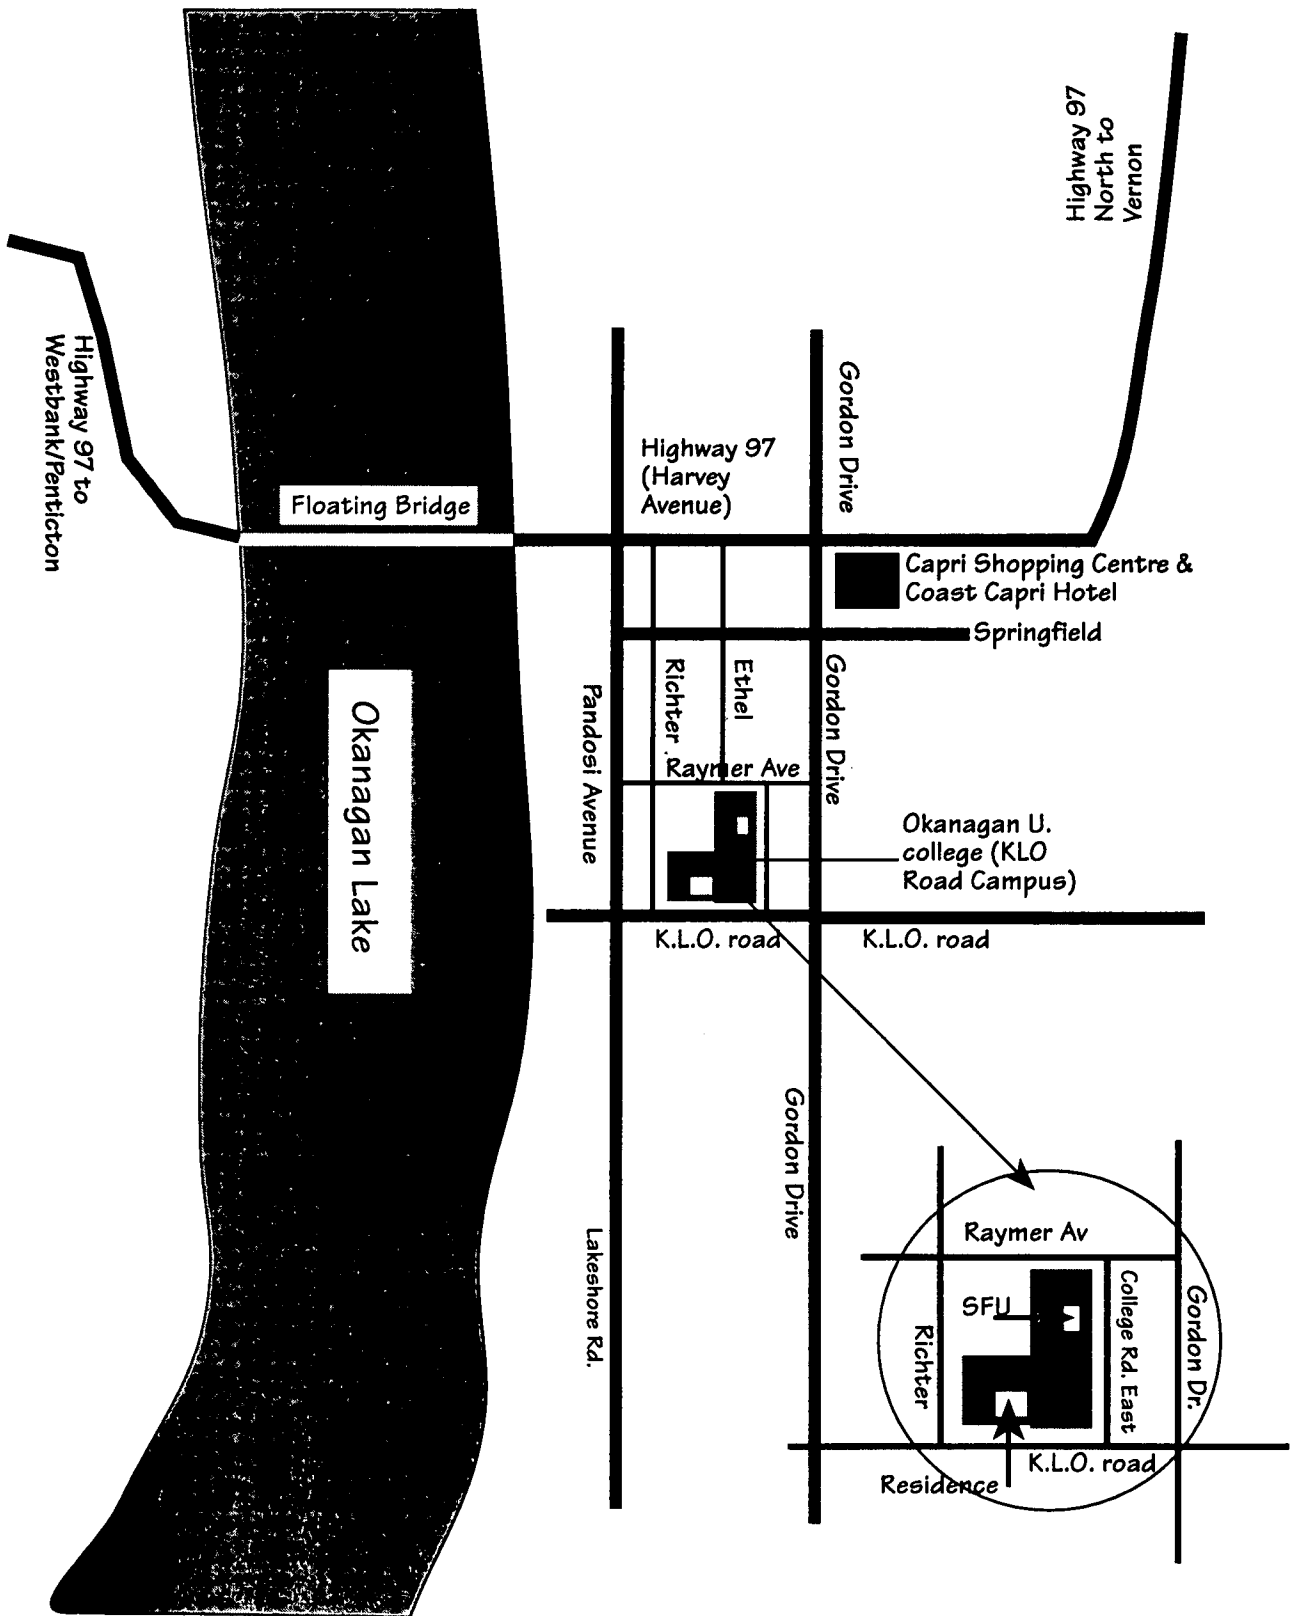 Highway 97
North to
Vernon
Highway 97 to
Westbank/Penticton
Gordon Drive
Highway 97
(Harvey
Avenue)
Floating Bridge
Capri Shopping Centre &
Coast Capri Hotel
Springfield
Okanagan Lake
Pandosi Avenue
Richter
Ethel
Gordon Drive
Raymer Ave
Okanagan U.
college (KLO
Road Campus)
K.L.O. road
K.L.O. road
Gordon Drive
Lakeshore Rd.
Raymer Av
SFU
Richter
College Rd. East
Gordon Dr.
K.L.O. road
Residence